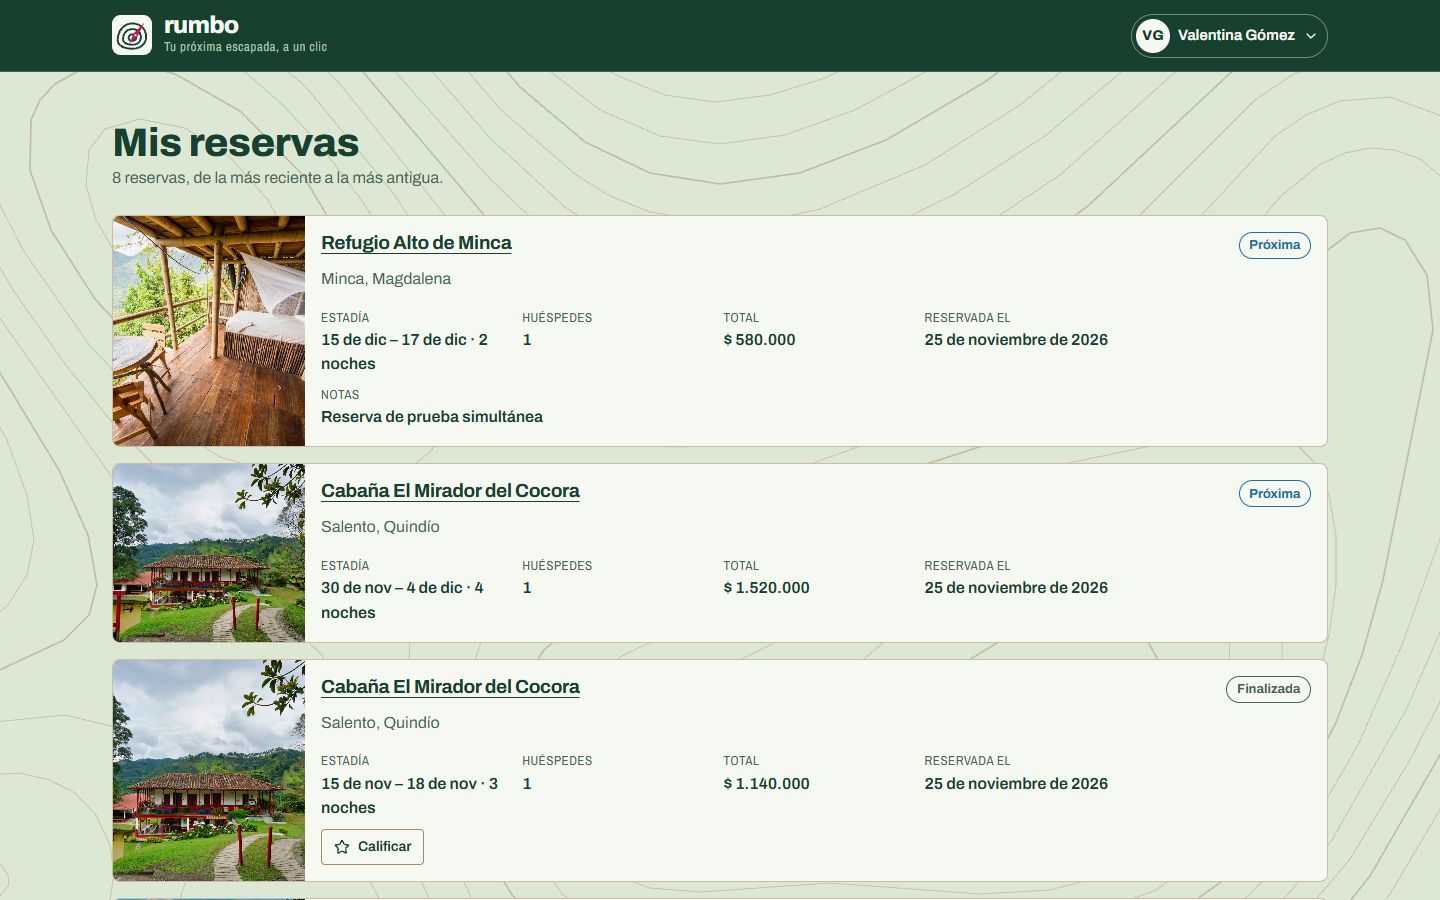 rumbo
Tu próxima escapada, a un clic
VG Valentina Gómez
Mis reservas
8 reservas, de la más reciente a la más antigua.
Refugio Alto de Minca
Próxima
Minca, Magdalena
ESTADÍA HUÉSPEDES TOTAL RESERVADA EL
15 de dic – 17 de dic · 2 noches 1 $ 580.000 25 de noviembre de 2026
NOTAS
Reserva de prueba simultánea
Cabaña El Mirador del Cocora
Próxima
Salento, Quindío
ESTADÍA HUÉSPEDES TOTAL RESERVADA EL
30 de nov – 4 de dic · 4 noches 1 $ 1.520.000 25 de noviembre de 2026
Cabaña El Mirador del Cocora
Finalizada
Salento, Quindío
ESTADÍA HUÉSPEDES TOTAL RESERVADA EL
15 de nov – 18 de nov · 3 noches 1 $ 1.140.000 25 de noviembre de 2026
Calificar